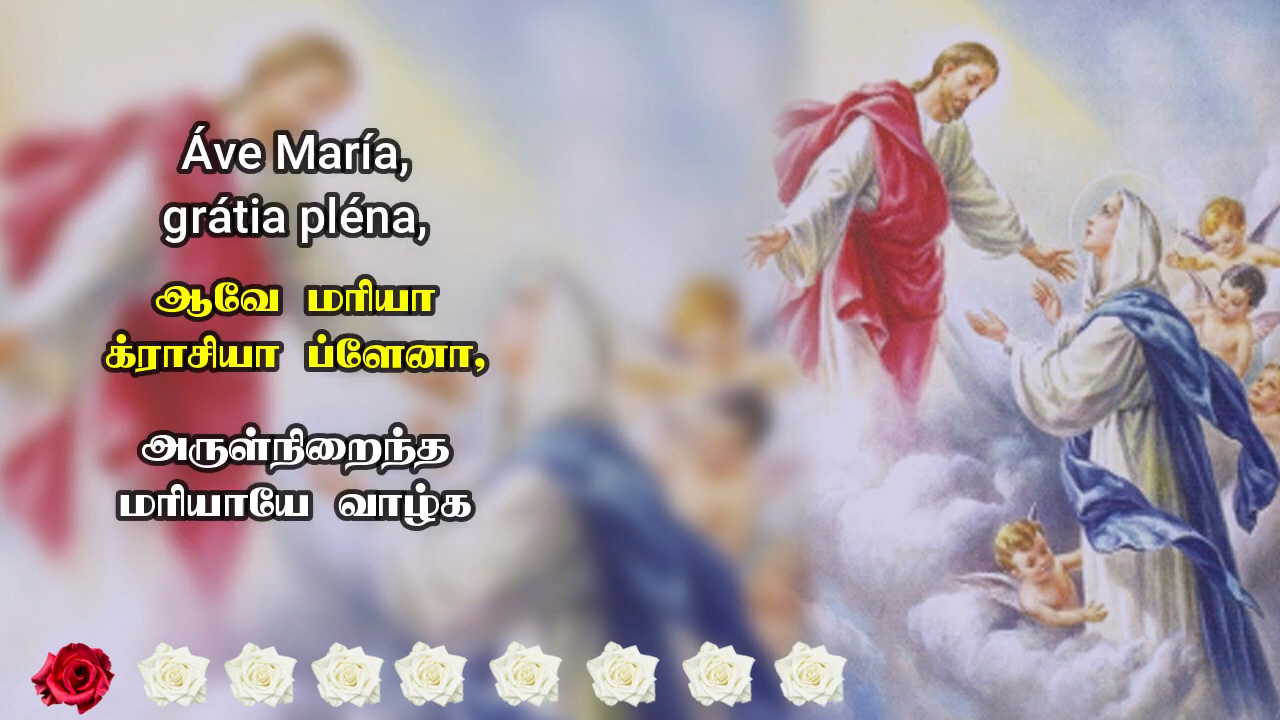 Áve María,
grátia pléna,
ஆவே மரியா
க்ராசியா ப்ளேனா,
அருள்நிறைந்த
மரியாயே வாழ்க